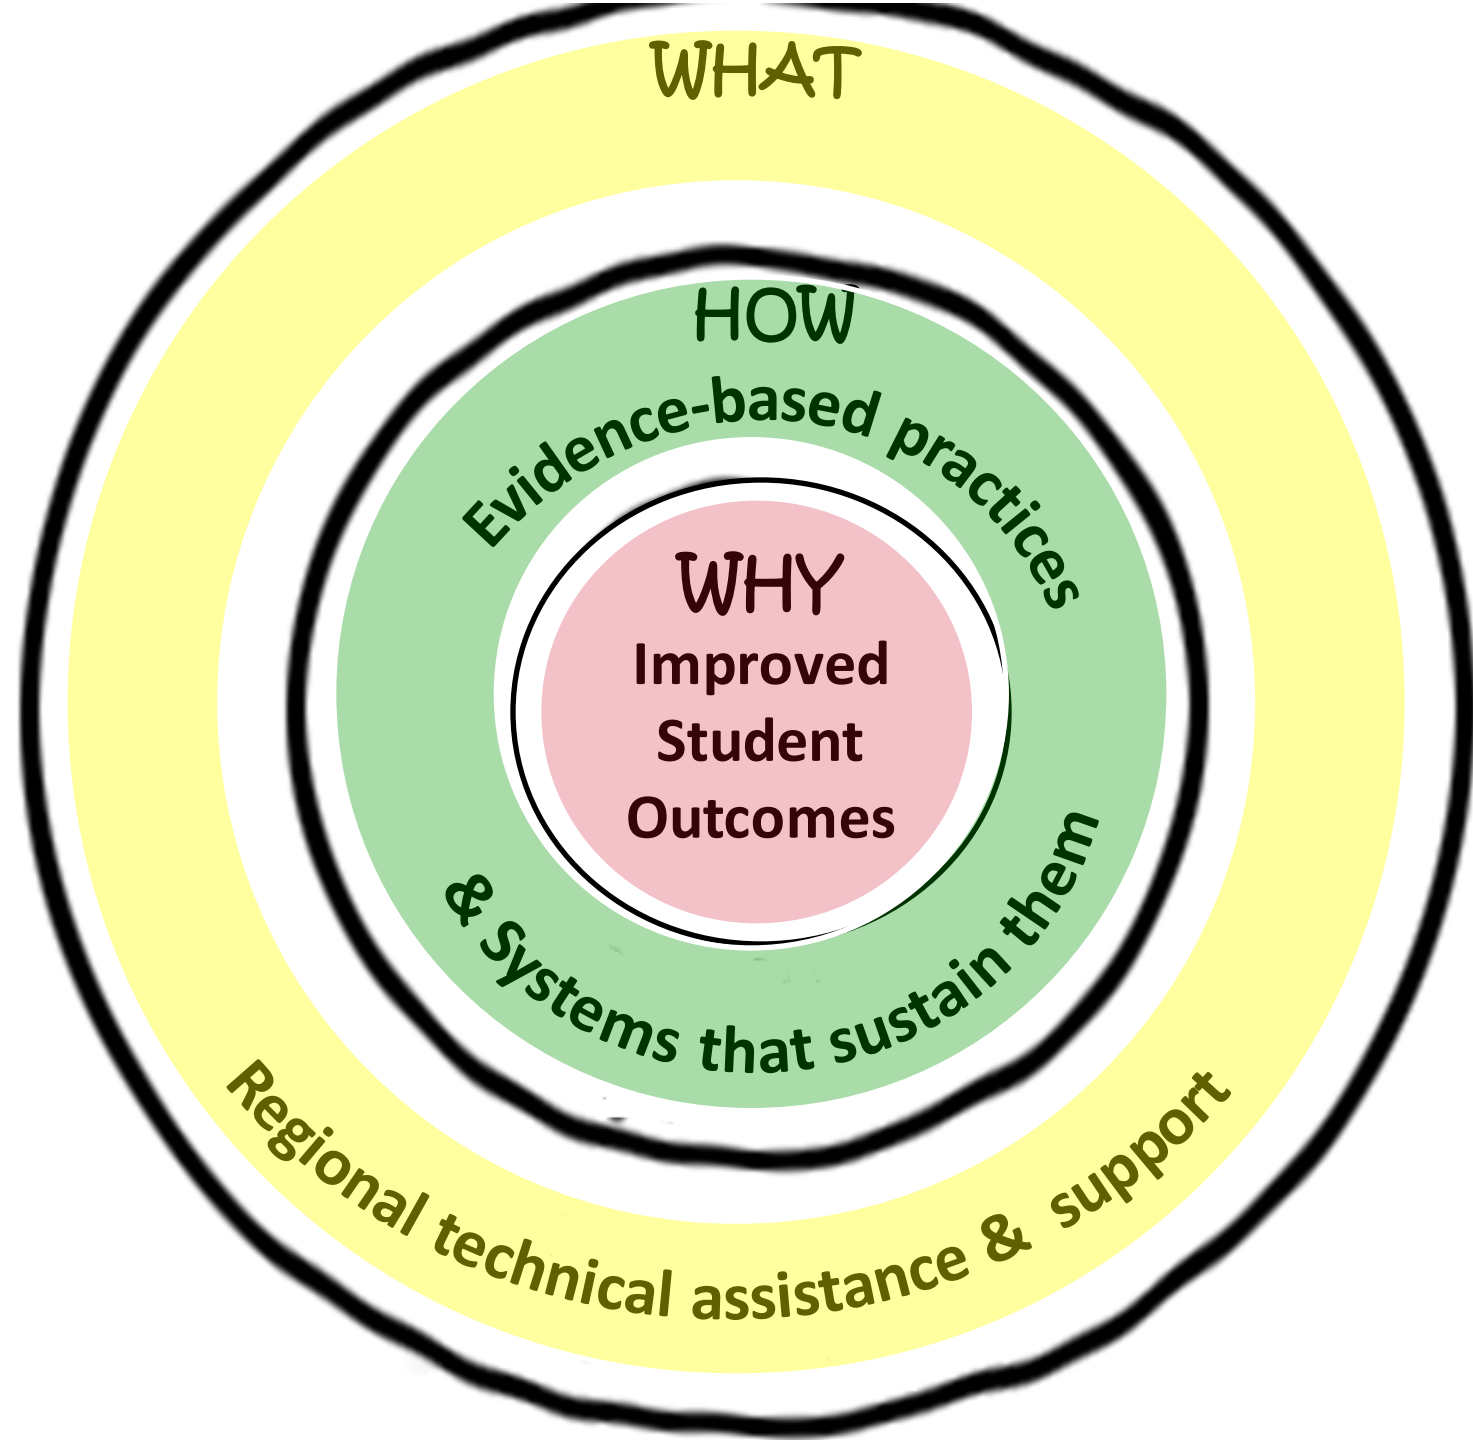 WHAT
HOW
Evidence-based practices
WHY
Improved
Student
Outcomes
& Systems that sustain them
Regional technical assistance & support